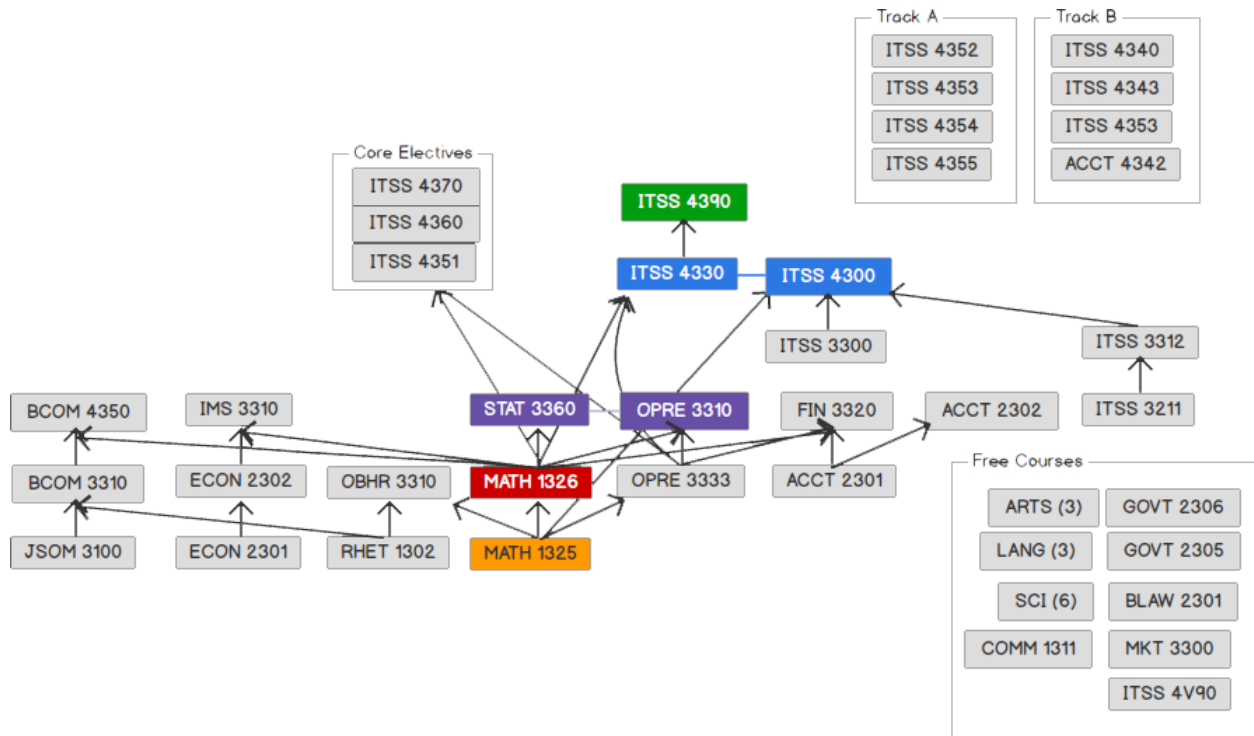 Track A
ITSS 4352
ITSS 4353
ITSS 4354
ITSS 4355
Track B
ITSS 4340
ITSS 4343
ITSS 4353
ACCT 4342
Core Electives
ITSS 4370
ITSS 4360
ITSS 4351
ITSS 4390
ITSS 4330
ITSS 4300
ITSS 3300
ITSS 3312
BCOM 4350
IMS 3310
STAT 3360
OPRE 3310
FIN 3320
ACCT 2302
ITSS 3211
BCOM 3310
ECON 2302
OBHR 3310
MATH 1326
OPRE 3333
ACCT 2301
JSOM 3100
ECON 2301
RHET 1302
MATH 1325
Free Courses
ARTS (3)
GOVT 2306
LANG (3)
GOVT 2305
SCI (6)
BLAW 2301
COMM 1311
MKT 3300
ITSS 4V90